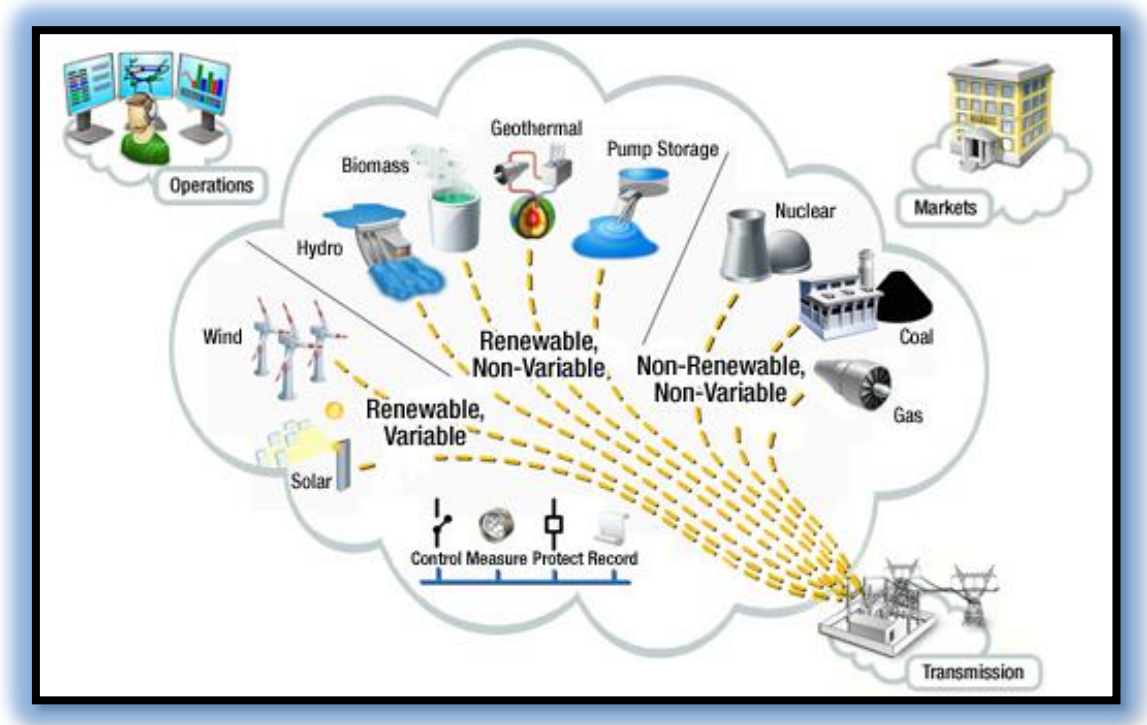 Operations
Geothermal
Biomass
Pump Storage
Nuclear
Markets
Hydro
Wind
Coal
Renewable,
Non-Variable
Non-Renewable,
Non-Variable
Gas
Renewable,
Variable
Solar
Control Measure Protect Record
Transmission